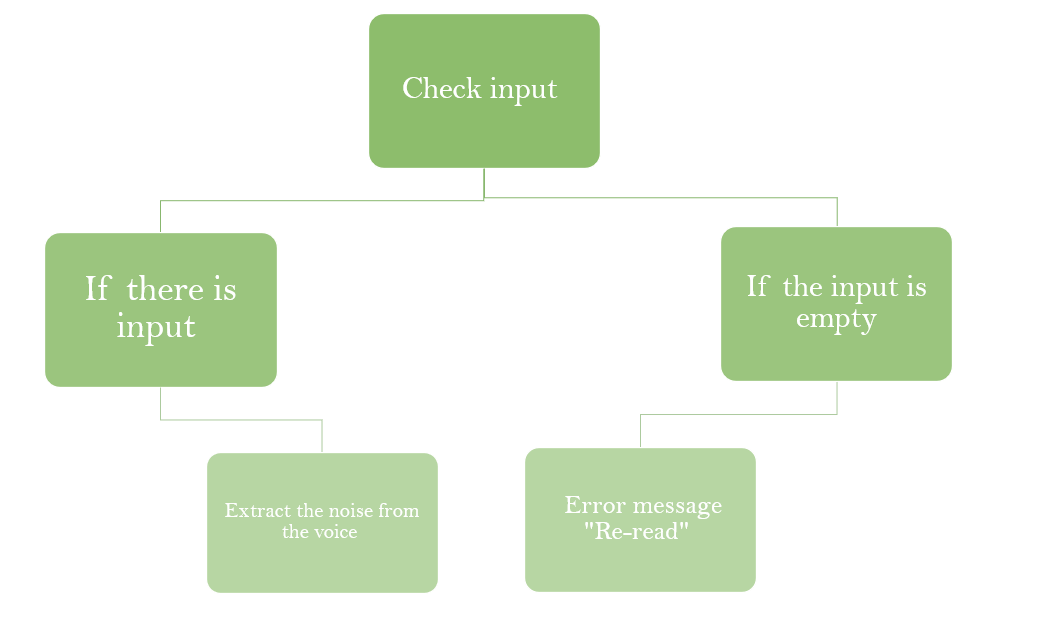 Check input
If there is
input
If the input is
empty
Extract the noise from
the voice
Error message
"Re-read"